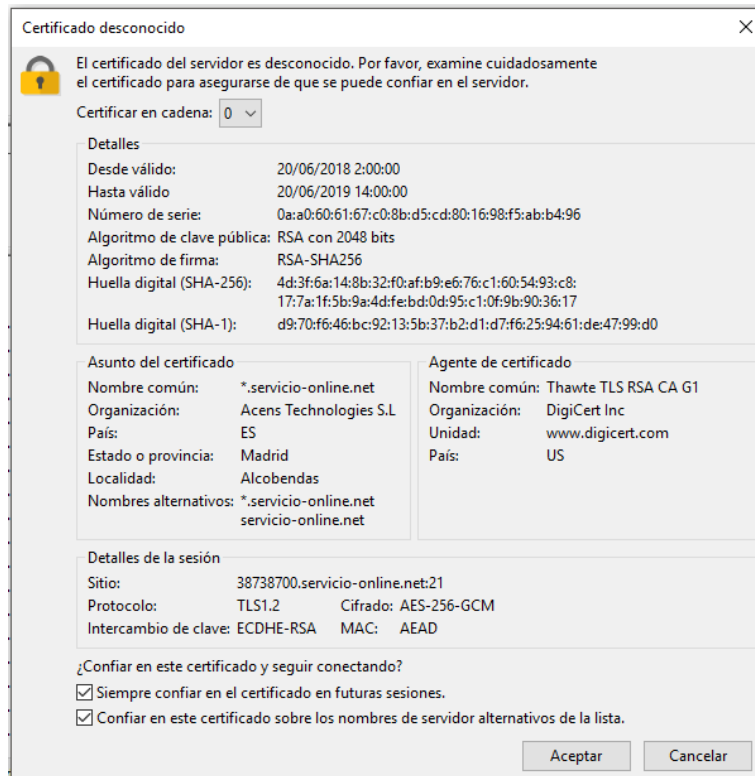 Certificado desconocido
El certificado del servidor es desconocido. Por favor, examine cuidadosamente
el certificado para asegurarse de que se puede confiar en el servidor.
Certificar en cadena: 0
Detalles
Desde válido: 20/06/2018 2:00:00
Hasta válido 20/06/2019 14:00:00
Número de serie: 0a:a0:60:61:67:c0:8b:d5:cd:80:16:98:f5:ab:b4:96
Algoritmo de clave pública: RSA con 2048 bits
Algoritmo de firma: RSA-SHA256
Huella digital (SHA-256): 4d:3f:6a:14:8b:32:f0:af:b9:e6:76:c1:60:54:93:c8:
17:7a:1f:5b:9a:4d:fe:bd:0d:95:c1:0f:9b:90:36:17
Huella digital (SHA-1): d9:70:f6:46:bc:92:13:5b:37:b2:d1:d7:f6:25:94:61:de:47:99:d0
Asunto del certificado
Nombre común: *.servicio-online.net
Organización: Acens Technologies S.L
País: ES
Estado o provincia: Madrid
Localidad: Alcobendas
Nombres alternativos: *.servicio-online.net
servicio-online.net
Agente de certificado
Nombre común: Thawte TLS RSA CA G1
Organización: DigiCert Inc
Unidad: www.digicert.com
País: US
Detalles de la sesión
Sitio: 38738700.servicio-online.net:21
Protocolo: TLS1.2 Cifrado: AES-256-GCM
Intercambio de clave: ECDHE-RSA MAC: AEAD
¿Confiar en este certificado y seguir conectando?
Siempre confiar en el certificado en futuras sesiones.
Confiar en este certificado sobre los nombres de servidor alternativos de la lista.
Aceptar Cancelar